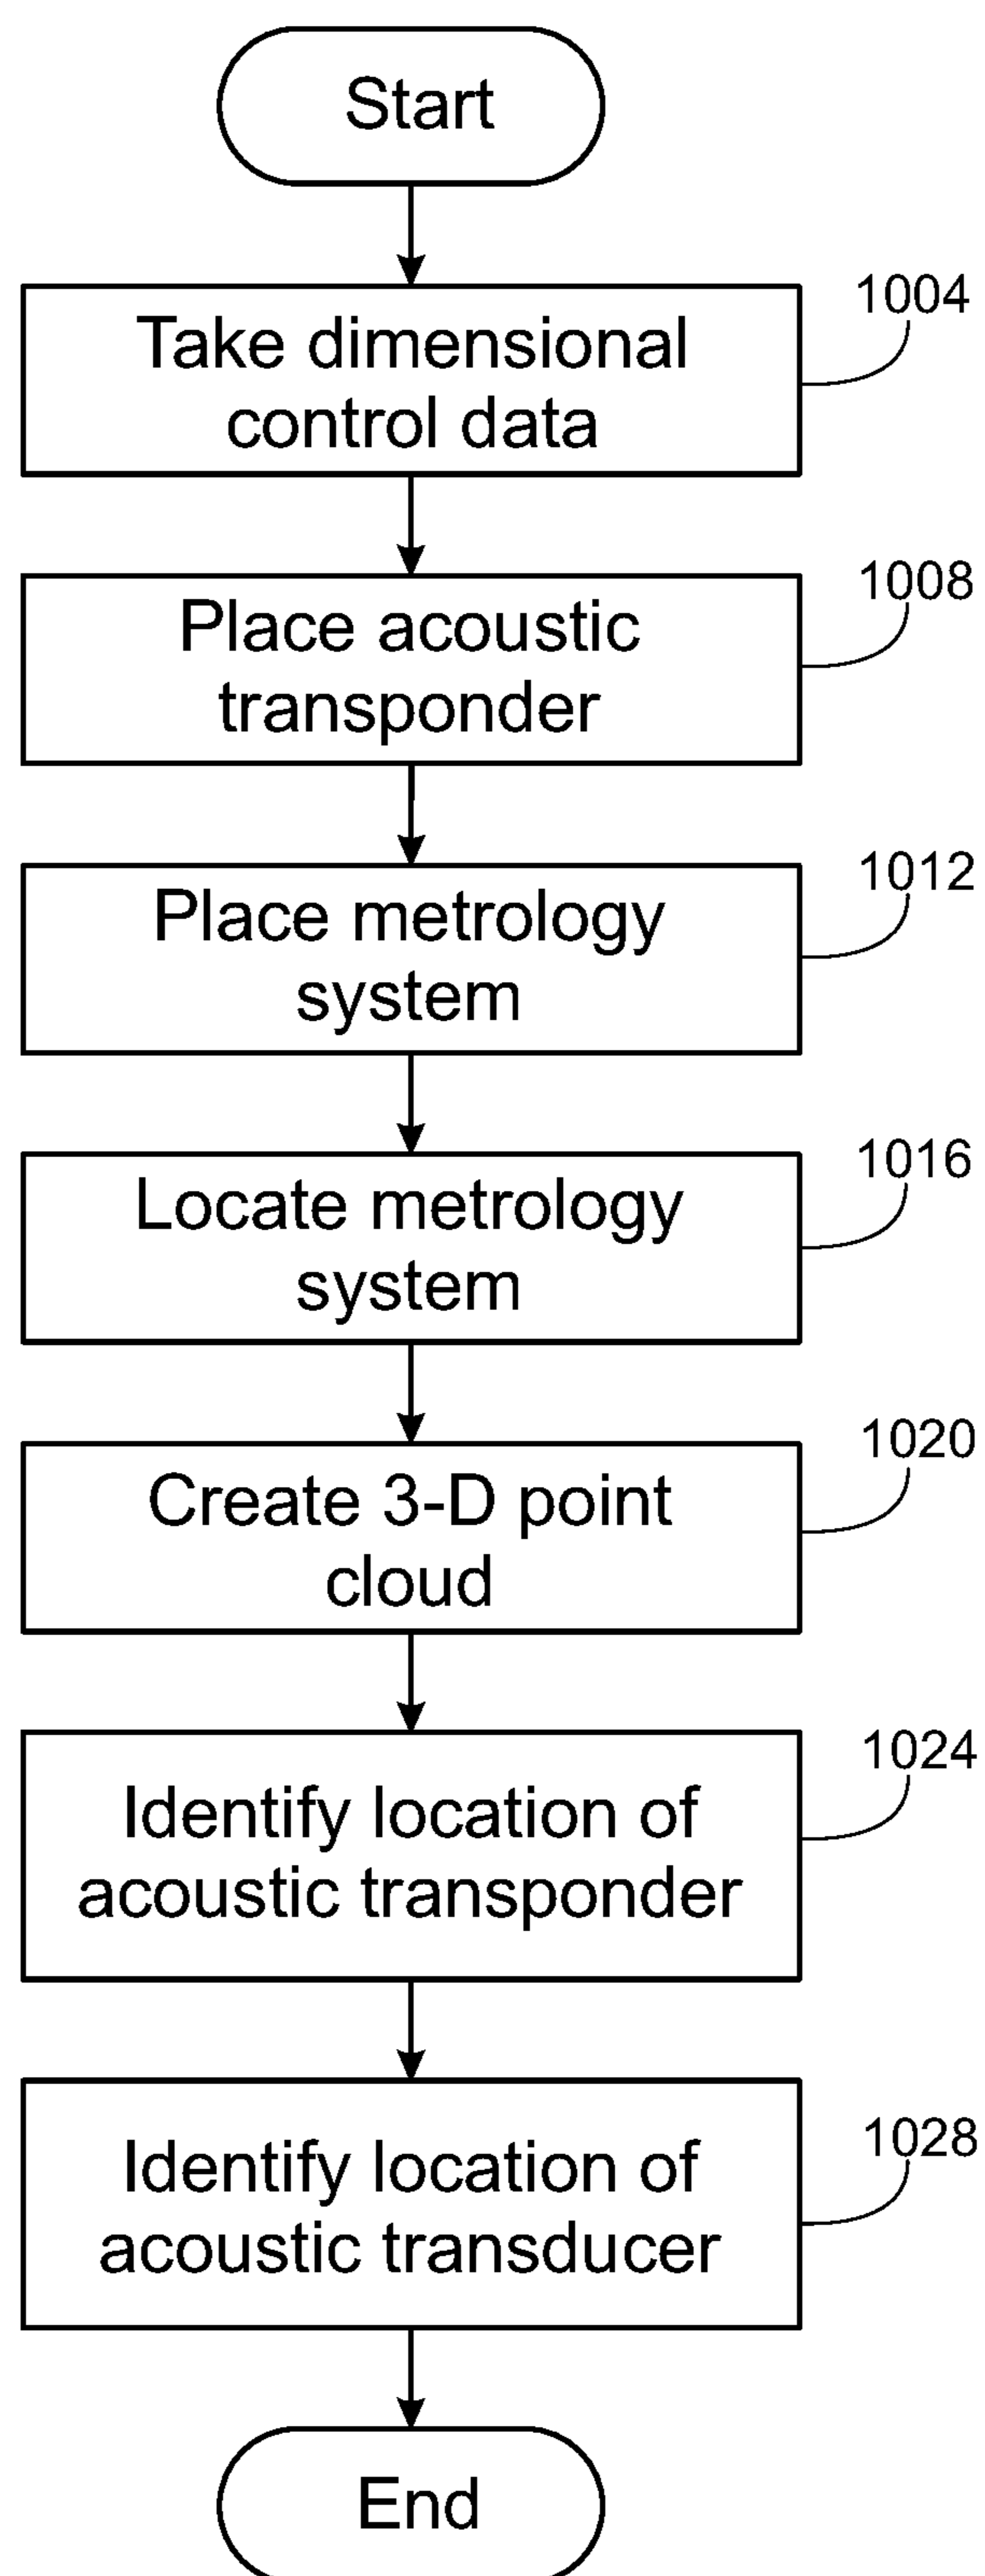 Start
1004
Take dimensional
control data
1008
Place acoustic
transponder
1012
Place metrology
system
1016
Locate metrology
system
1020
Create 3-D point
cloud
1024
Identify location of
acoustic transponder
1028
Identify location of
acoustic transducer
End